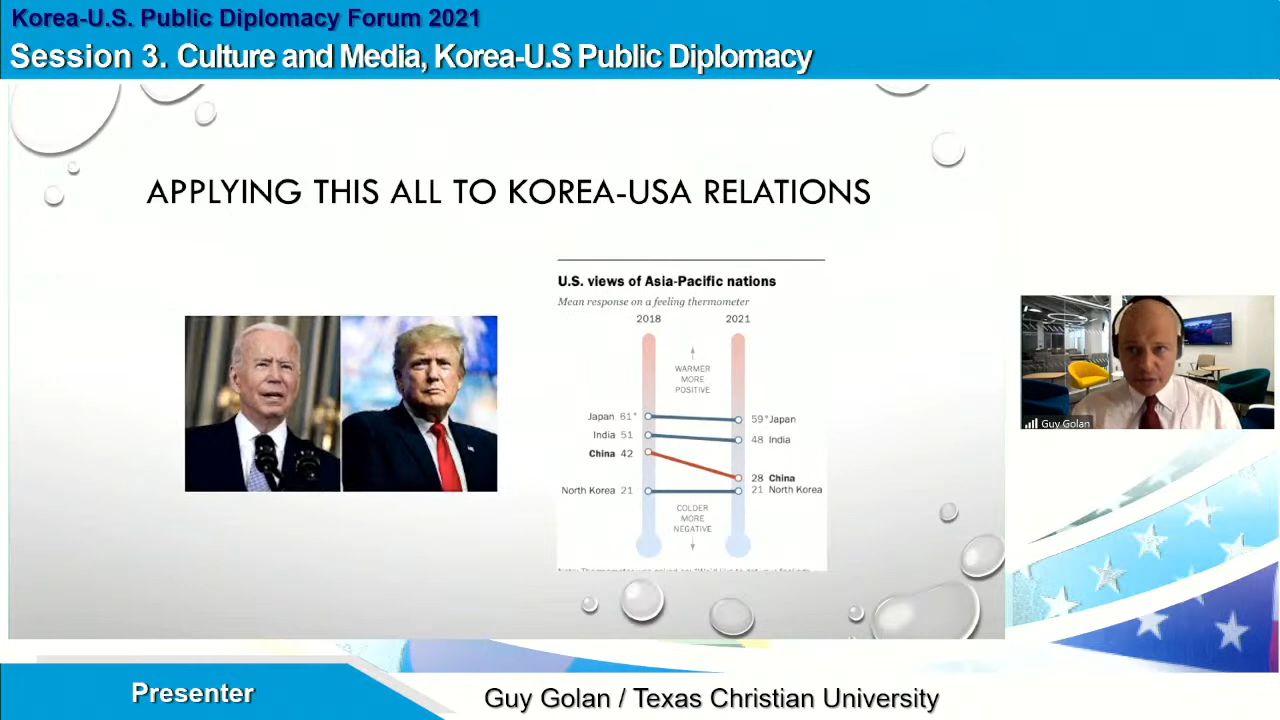 Korea-U.S. Public Diplomacy Forum 2021
Session 3. Culture and Media, Korea-U.S Public Diplomacy
APPLYING THIS ALL TO KOREA-USA RELATIONS
U.S. views of Asia-Pacific nations
Mean response on a feeling thermometer
2018 2021
WARMER
MORE
POSITIVE
Japan 61° 59° Japan
India 51 48 India
China 42
28 China
North Korea 21 21 North Korea
COLDER
MORE
NEGATIVE
Guy Golan
Presenter
Guy Golan / Texas Christian University